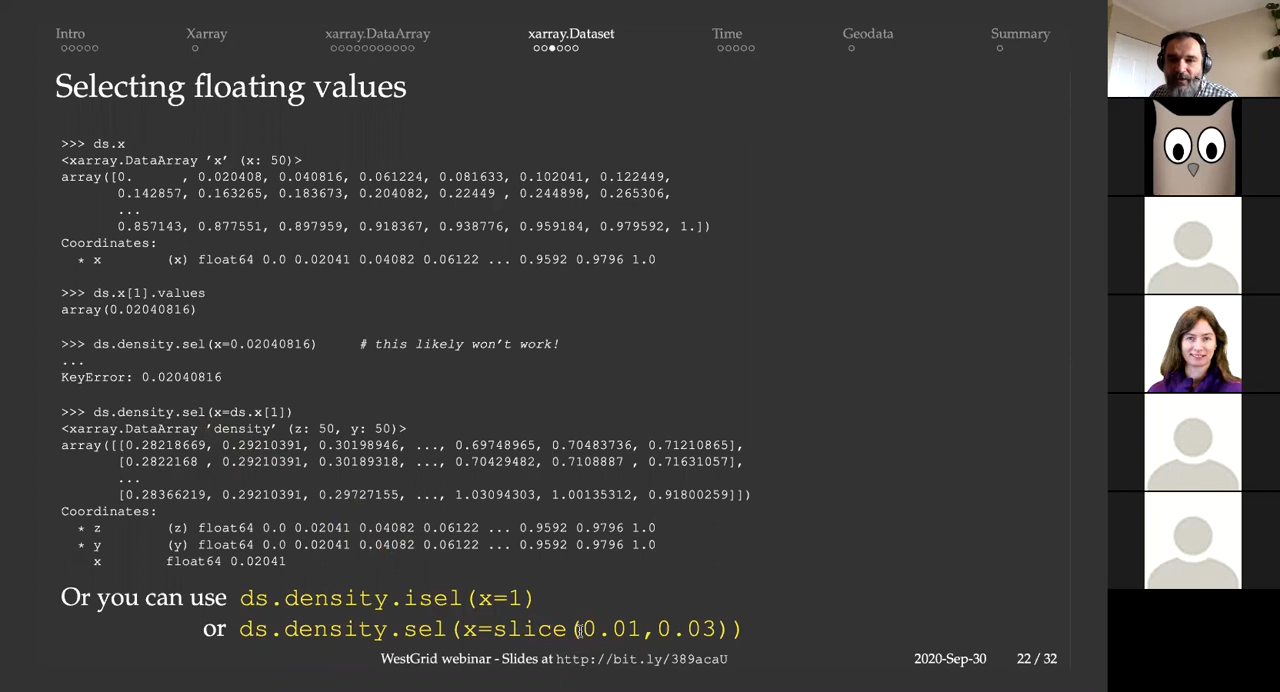 Intro Xarray xarray.DataArray xarray.Dataset Time Geodata Summary
Selecting floating values
>>> ds.x
<xarray.DataArray ’x’ (x: 50)>
array([0.      , 0.020408, 0.040816, 0.061224, 0.081633, 0.102041, 0.122449,
       0.142857, 0.163265, 0.183673, 0.204082, 0.22449 , 0.244898, 0.265306,
       ...
       0.857143, 0.877551, 0.897959, 0.918367, 0.938776, 0.959184, 0.979592, 1.])
Coordinates:
  * x        (x) float64 0.0 0.02041 0.04082 0.06122 ... 0.9592 0.9796 1.0
>>> ds.x[1].values
array(0.02040816)
>>> ds.density.sel(x=0.02040816)     # this likely won’t work!
...
KeyError: 0.02040816
>>> ds.density.sel(x=ds.x[1])
<xarray.DataArray ’density’ (z: 50, y: 50)>
array([[0.28218669, 0.29210391, 0.30198946, ..., 0.69748965, 0.70483736, 0.71210865],
       [0.2822168 , 0.29210391, 0.30189318, ..., 0.70429482, 0.7108887 , 0.71631057],
       ...
       [0.28366219, 0.29210391, 0.29727155, ..., 1.03094303, 1.00135312, 0.91800259]])
Coordinates:
  * z        (z) float64 0.0 0.02041 0.04082 0.06122 ... 0.9592 0.9796 1.0
  * y        (y) float64 0.0 0.02041 0.04082 0.06122 ... 0.9592 0.9796 1.0
    x        float64 0.02041
Or you can use ds.density.isel(x=1)
or ds.density.sel(x=slice(0.01,0.03))
WestGrid webinar - Slides at http://bit.ly/389acaU 2020-Sep-30 22 / 32